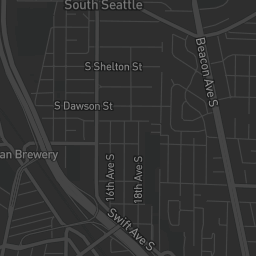 South Seattle
Beacon Ave S
S Shelton St
S Dawson St
an Brewery
16th Ave S
18th Ave S
Swift Ave S